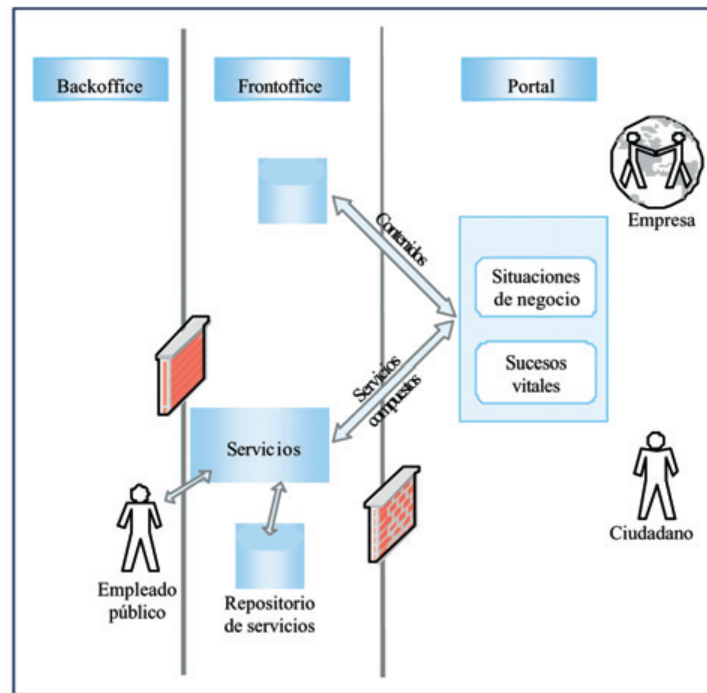 Backoffice
Frontoffice
Portal
Empresa
Contenidos
Situaciones
de negocio
Sucesos
vitales
Servicios
compuestos
Servicios
Ciudadano
Empleado
público
Repositorio
de servicios